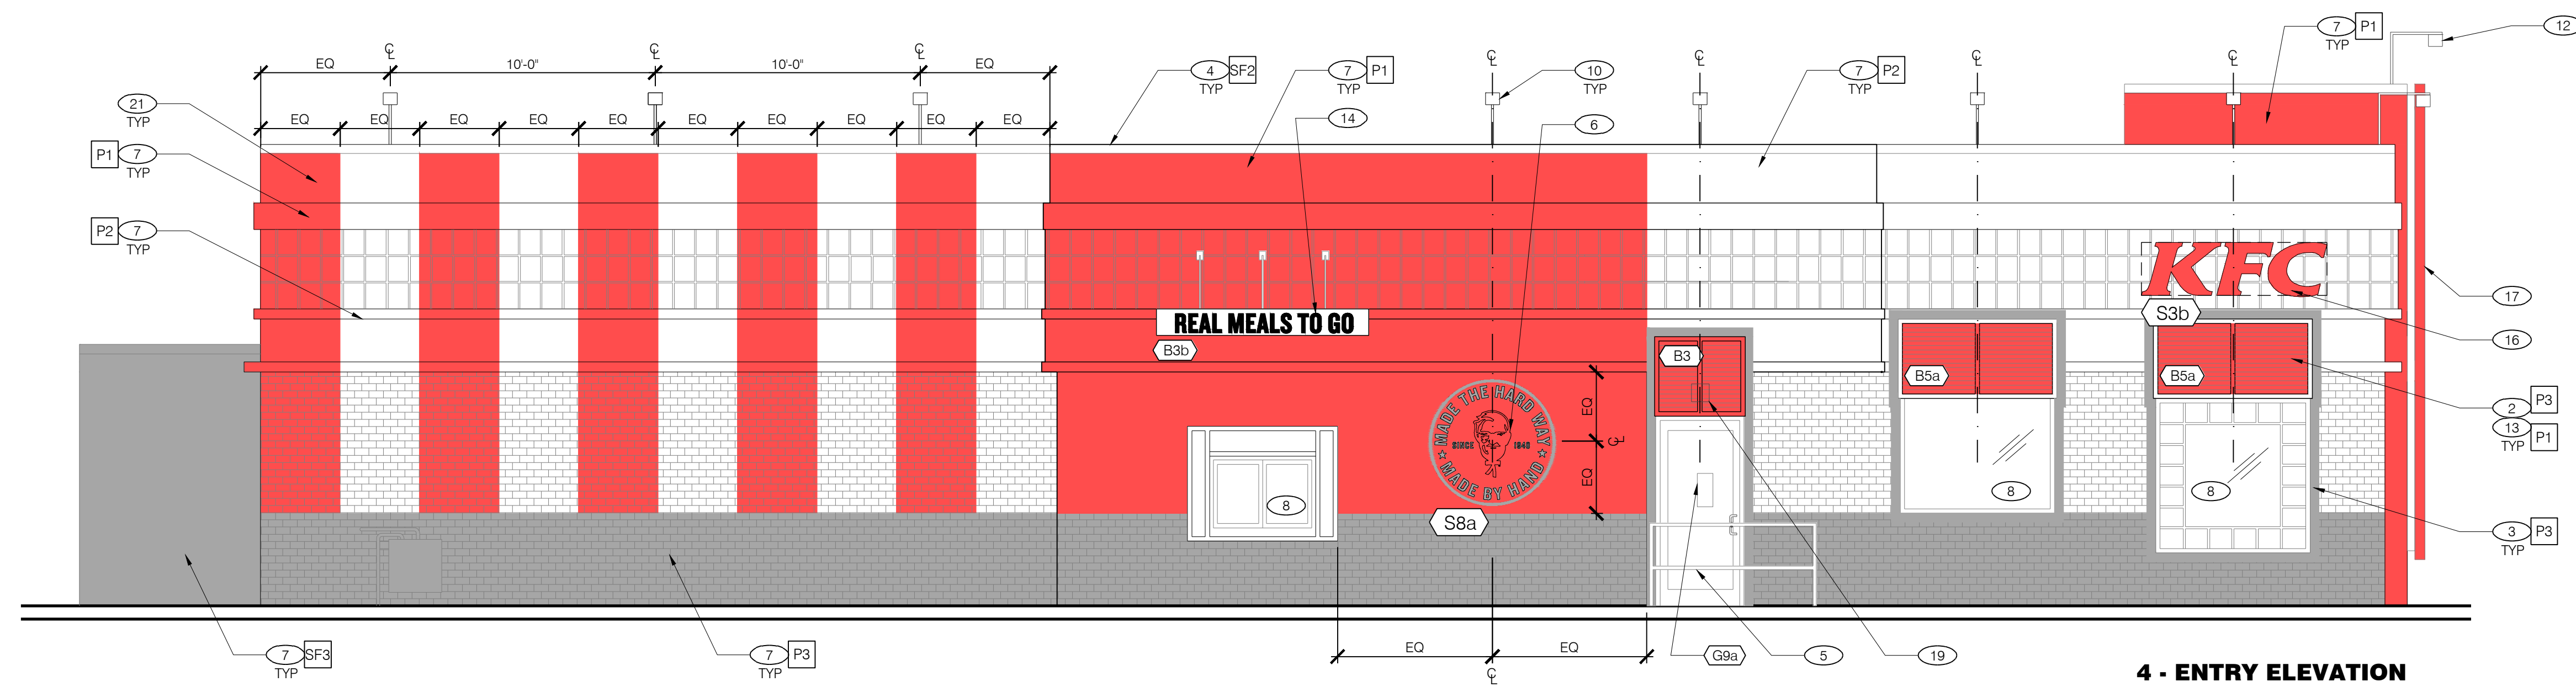 7 P1
TYP
12
℄ ℄ ℄
EQ 10'-0" 10'-0" EQ
℄ ℄ ℄ ℄
4 SF2
TYP
7 P1
TYP
10
TYP
7 P2
TYP
21
TYP
EQ EQ EQ EQ EQ EQ EQ EQ EQ EQ
14
6
P1 7
TYP
P2 7
TYP
KFC
17
S3b
16
REAL MEALS TO GO
B3b
B3
B5a
B5a
2 P3
13 P1
TYP
MADE THE HARD WAY
SINCE 1940
MADE BY HAND
EQ
℄
EQ
8
8
8
S8a
3 P3
TYP
7 SF3
TYP
7 P3
TYP
EQ EQ
℄
G9a
5
19
4 - ENTRY ELEVATION